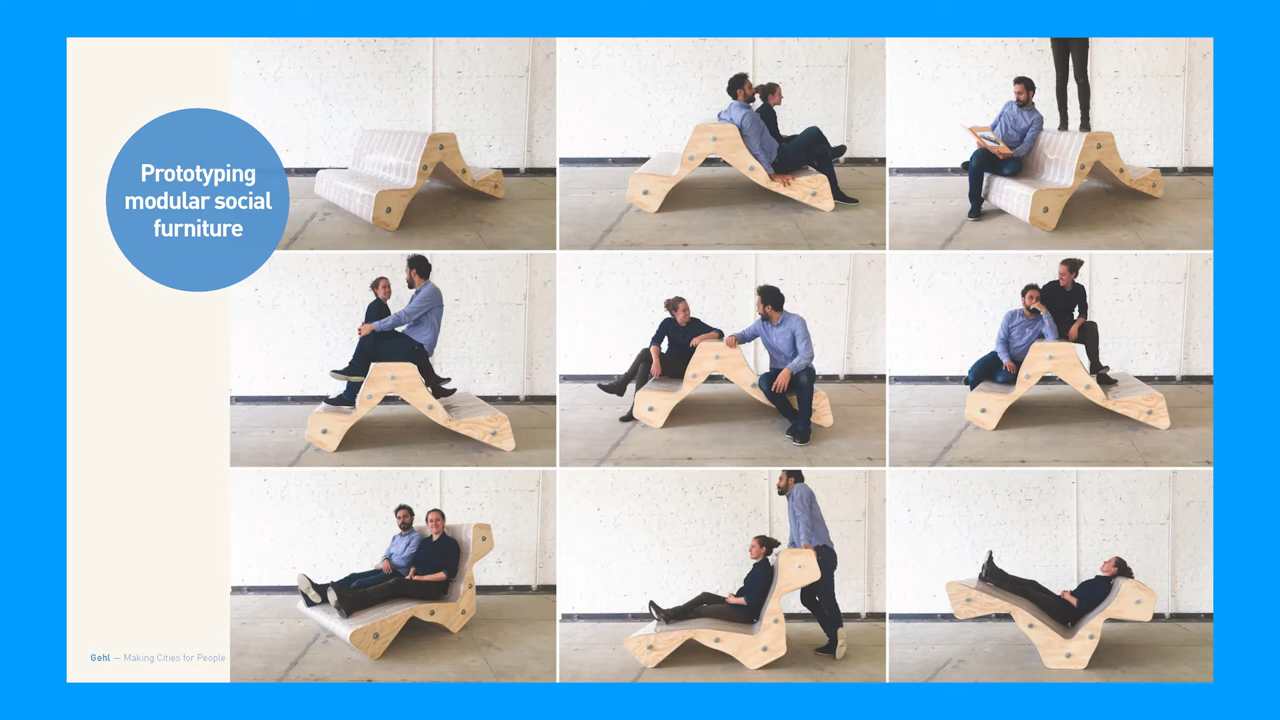 Prototyping
modular social
furniture
Gehl — Making Cities for People